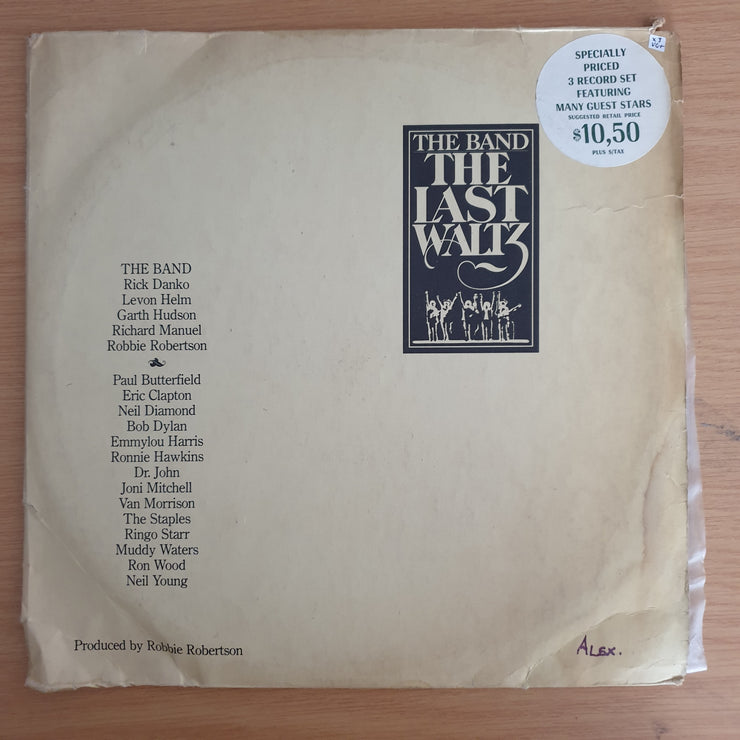 SPECIALLY
PRICED
3 RECORD SET
FEATURING
MANY GUEST STARS
SUGGESTED RETAIL PRICE
$10,50
PLUS S/TAX
THE BAND
THE
LAST
WALTZ
THE BAND
Rick Danko
Levon Helm
Garth Hudson
Richard Manuel
Robbie Robertson
Paul Butterfield
Eric Clapton
Neil Diamond
Bob Dylan
Emmylou Harris
Ronnie Hawkins
Dr. John
Joni Mitchell
Van Morrison
The Staples
Ringo Starr
Muddy Waters
Ron Wood
Neil Young
Produced by Robbie Robertson
ALEX.